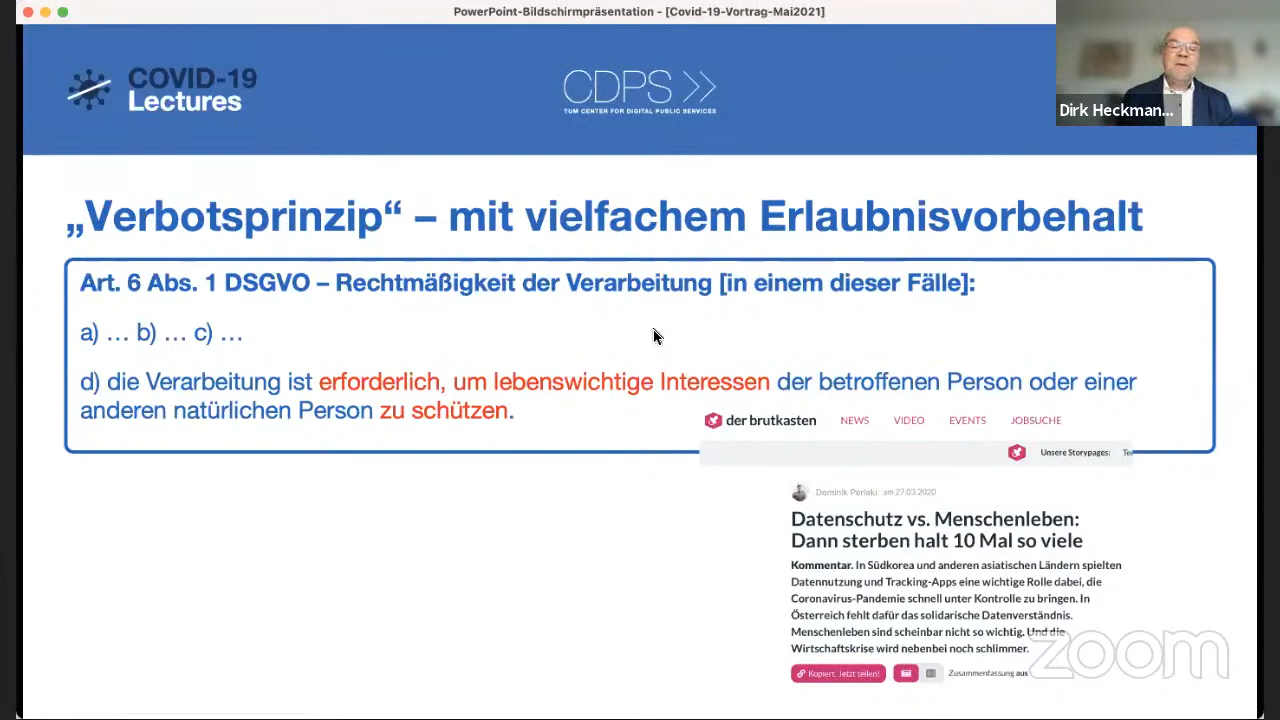 PowerPoint-Bildschirmpräsentation - [Covid-19-Vortrag-Mai2021]
COVID-19
Lectures
CDPS >>
TUM CENTER FOR DIGITAL PUBLIC SERVICES
Dirk Heckman...
„Verbotsprinzip“ – mit vielfachem Erlaubnisvorbehalt
Art. 6 Abs. 1 DSGVO – Rechtmäßigkeit der Verarbeitung [in einem dieser Fälle]:
a) … b) … c) …
d) die Verarbeitung ist erforderlich, um lebenswichtige Interessen der betroffenen Person oder einer
anderen natürlichen Person zu schützen.
der brutkasten NEWS VIDEO EVENTS JOBSUCHE
Unsere Storypages: Te
Dominik am 27.03.2020
Datenschutz vs. Menschenleben:
Dann sterben halt 10 Mal so viele
Kommentar. In Südkorea und anderen asiatischen Ländern spielten
Datennutzung und Tracking-Apps eine wichtige Rolle dabei, die
Coronavirus-Pandemie schnell unter Kontrolle zu bringen. In
Österreich fehlt dafür das solidarische Datenverständnis.
Menschenleben sind scheinbar nicht so wichtig. Und die
Wirtschaftskrise wird nebenbei noch schlimmer.
Kopiert. Jetzt teilen! Zusammenfassung aus
zoom